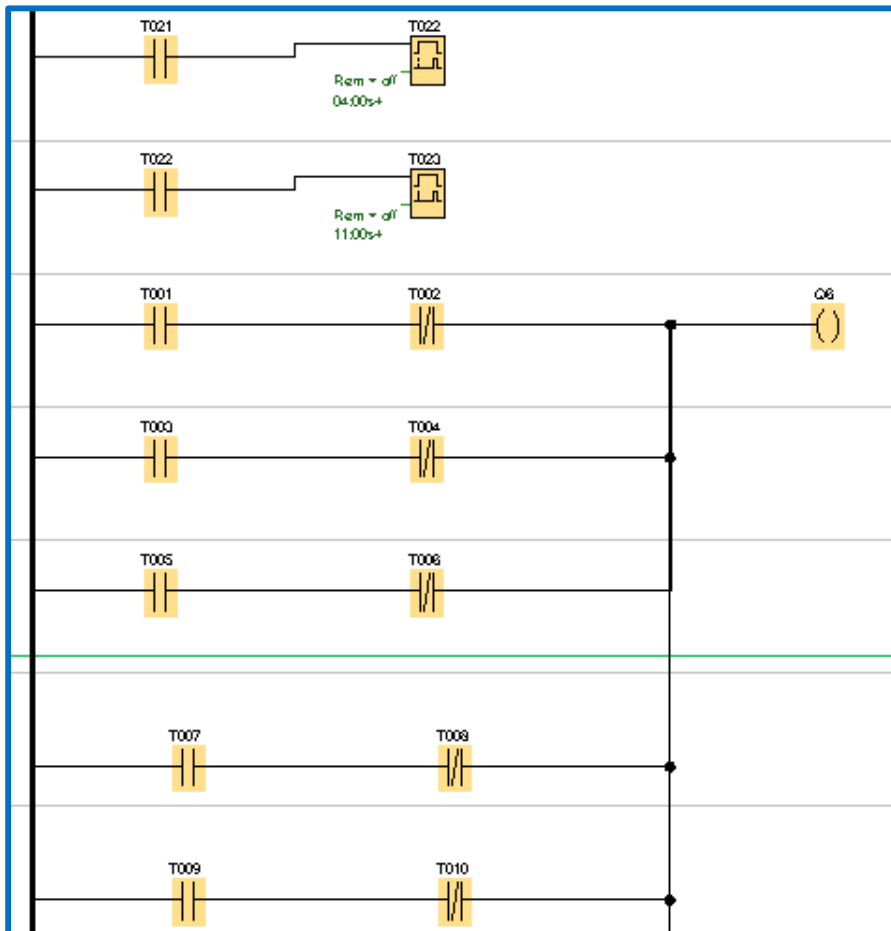 T021 T022
Rem = off
04:00s+
T022 T023
Rem = off
11:00s+
T001 T002 Q6
T003 T004
T005 T006
T007 T008
T009 T010